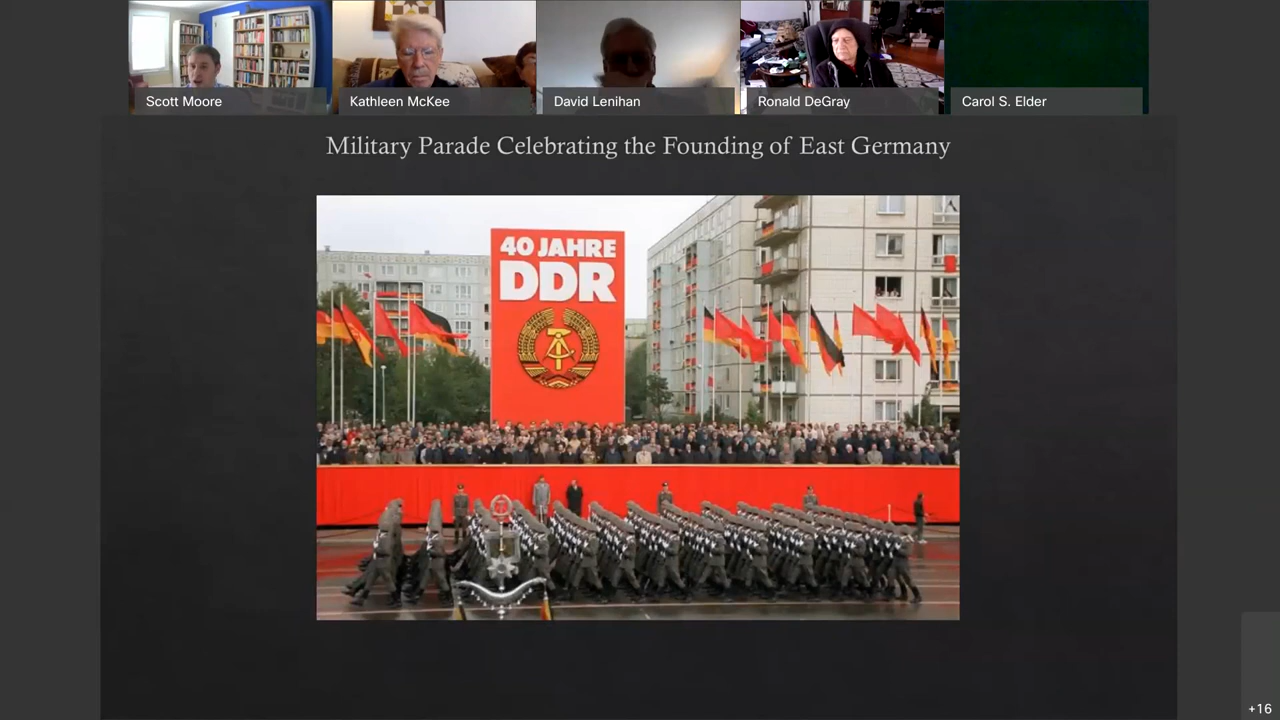 Scott Moore
Kathleen McKee
David Lenihan
Ronald DeGray
Carol S. Elder
Military Parade Celebrating the Founding of East Germany
40 JAHRE
DDR
+16